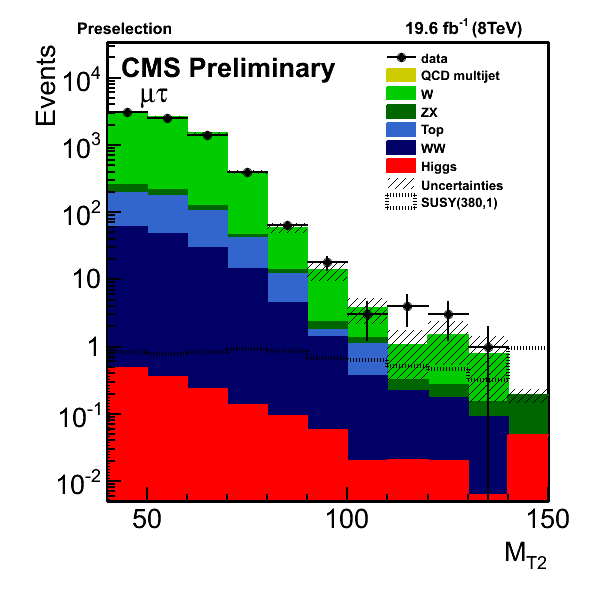 Preselection 19.6 fb⁻¹ (8TeV)
CMS Preliminary
μτ
data
QCD multijet
W
ZX
Top
WW
Higgs
Uncertainties
SUSY(380,1)
Events
10⁴
10³
10²
10
1
10⁻¹
10⁻²
50 100 150
M_T2